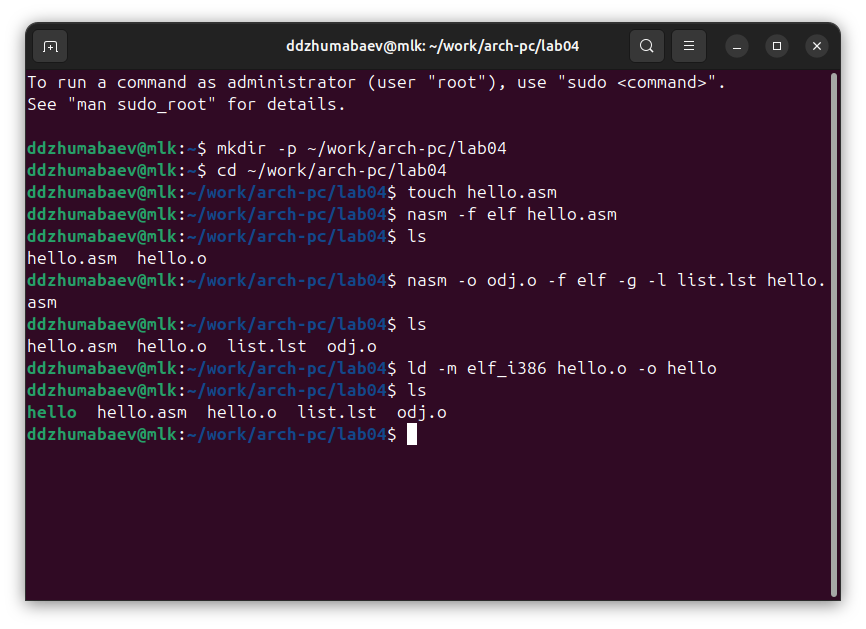 ddzhumabaev@mlk: ~/work/arch-pc/lab04
To run a command as administrator (user "root"), use "sudo <command>".
See "man sudo_root" for details.
ddzhumabaev@mlk:~$ mkdir -p ~/work/arch-pc/lab04
ddzhumabaev@mlk:~$ cd ~/work/arch-pc/lab04
ddzhumabaev@mlk:~/work/arch-pc/lab04$ touch hello.asm
ddzhumabaev@mlk:~/work/arch-pc/lab04$ nasm -f elf hello.asm
ddzhumabaev@mlk:~/work/arch-pc/lab04$ ls
hello.asm  hello.o
ddzhumabaev@mlk:~/work/arch-pc/lab04$ nasm -o odj.o -f elf -g -l list.lst hello.
asm
ddzhumabaev@mlk:~/work/arch-pc/lab04$ ls
hello.asm  hello.o  list.lst  odj.o
ddzhumabaev@mlk:~/work/arch-pc/lab04$ ld -m elf_i386 hello.o -o hello
ddzhumabaev@mlk:~/work/arch-pc/lab04$ ls
hello  hello.asm  hello.o  list.lst  odj.o
ddzhumabaev@mlk:~/work/arch-pc/lab04$